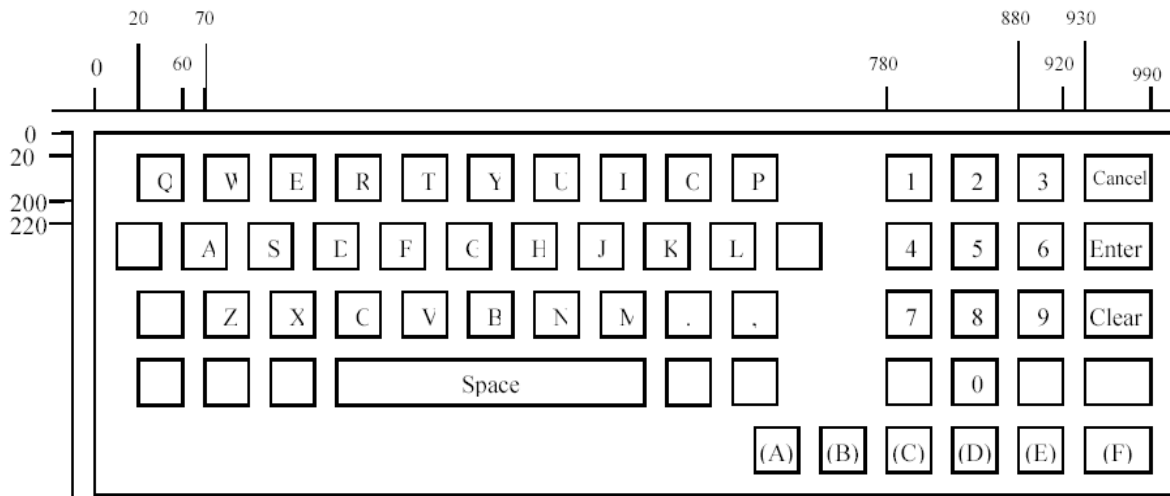 20 70 880 930
0 60 780 920 990
0
20 Q W E R T Y U I O P 1 2 3 Cancel
200
220 A S D F G H J K L 4 5 6 Enter
Z X C V B N M . , 7 8 9 Clear
Space 0
(A) (B) (C) (D) (E) (F)